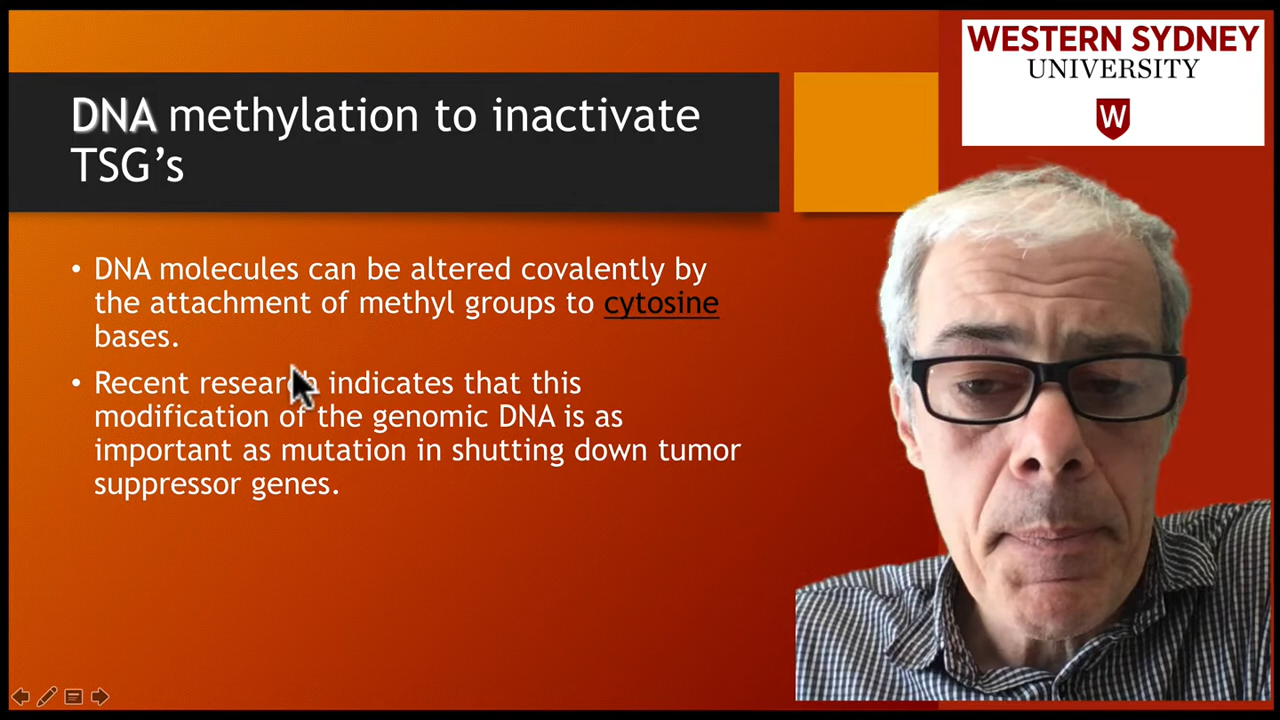 WESTERN SYDNEY
UNIVERSITY
W
DNA methylation to inactivate
TSG’s
• DNA molecules can be altered covalently by
the attachment of methyl groups to cytosine
bases.
• Recent research indicates that this
modification of the genomic DNA is as
important as mutation in shutting down tumor
suppressor genes.